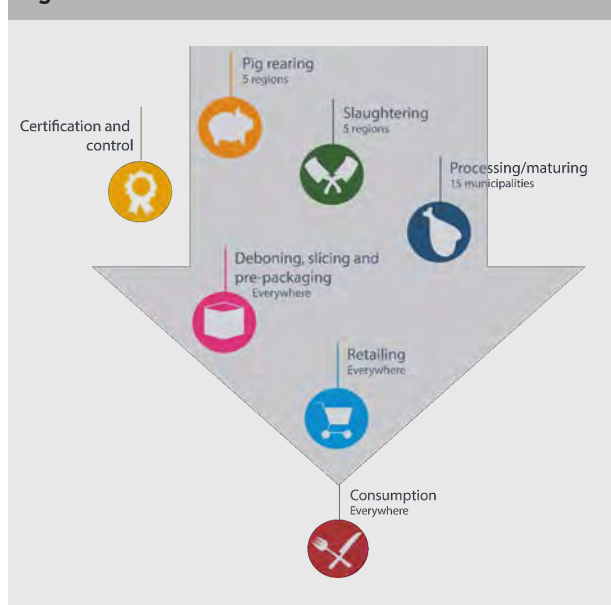 Pig rearing
5 regions
Slaughtering
5 regions
Certification and
control
Processing/maturing
15 municipalities
Deboning, slicing and
pre-packaging
Everywhere
Retailing
Everywhere
Consumption
Everywhere